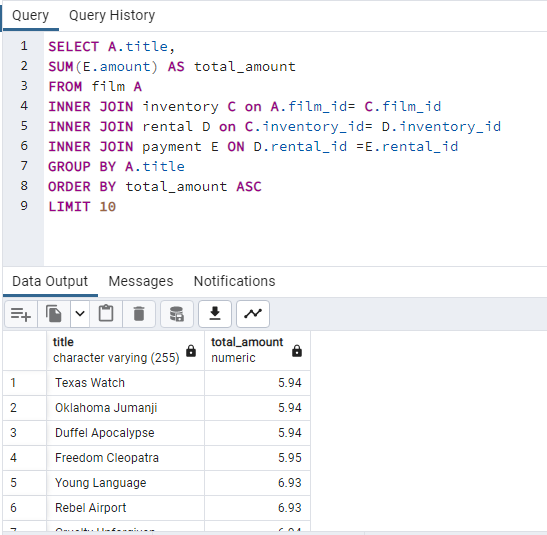 Query Query History
1 SELECT A.title,
2 SUM(E.amount) AS total_amount
3 FROM film A
4 INNER JOIN inventory C on A.film_id= C.film_id
5 INNER JOIN rental D on C.inventory_id= D.inventory_id
6 INNER JOIN payment E ON D.rental_id =E.rental_id
7 GROUP BY A.title
8 ORDER BY total_amount ASC
9 LIMIT 10
Data Output Messages Notifications
title total_amount
character varying (255) numeric
1 Texas Watch 5.94
2 Oklahoma Jumanji 5.94
3 Duffel Apocalypse 5.94
4 Freedom Cleopatra 5.95
5 Young Language 6.93
6 Rebel Airport 6.93